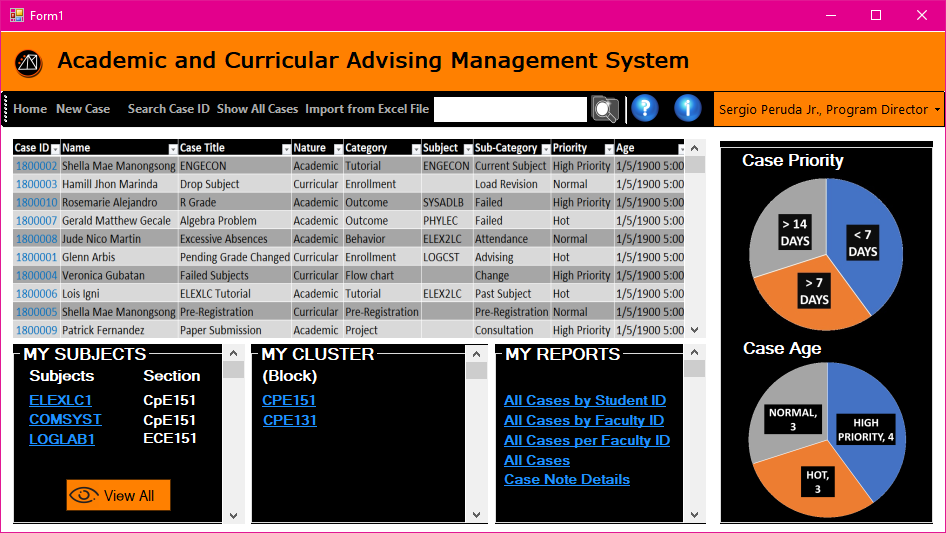 Form1
Academic and Curricular Advising Management System
Home New Case Search Case ID Show All Cases Import from Excel File
Sergio Peruda Jr., Program Director
Case ID Name Case Title Nature Category Subject Sub-Category Priority Age
1800002 Shella Mae Manongsong ENGECON Academic Tutorial ENGECON Current Subject High Priority 1/5/1900 5:00
1800003 Hamill Jhon Marinda Drop Subject Curricular Enrollment Load Revision Normal 1/5/1900 5:00
1800010 Rosemarie Alejandro R Grade Academic Outcome SYSADLB Failed High Priority 1/5/1900 5:00
1800007 Gerald Matthew Gecale Algebra Problem Academic Outcome PHYLEC Failed Hot 1/5/1900 5:00
1800008 Jude Nico Martin Excessive Absences Academic Behavior ELEX2LC Attendance Normal 1/5/1900 5:00
1800001 Glenn Arbis Pending Grade Changed Curricular Enrollment LOGCST Advising Hot 1/5/1900 5:00
1800004 Veronica Gubatan Failed Subjects Curricular Flow chart Change High Priority 1/5/1900 5:00
1800006 Lois Igni ELEXLC Tutorial Academic Tutorial ELEX2LC Past Subject Hot 1/5/1900 5:00
1800005 Shella Mae Manongsong Pre-Registration Curricular Pre-Registration Pre-Registration Normal 1/5/1900 5:00
1800009 Patrick Fernandez Paper Submission Academic Project Consultation High Priority 1/5/1900 5:00
Case Priority
> 14 DAYS
< 7 DAYS
> 7 DAYS
Case Age
NORMAL, 3
HIGH PRIORITY, 4
HOT, 3
MY SUBJECTS
Subjects Section
ELEXLC1 CpE151
COMSYST CpE151
LOGLAB1 ECE151
View All
MY CLUSTER
(Block)
CPE151
CPE131
MY REPORTS
All Cases by Student ID
All Cases by Faculty ID
All Cases per Faculty ID
All Cases
Case Note Details